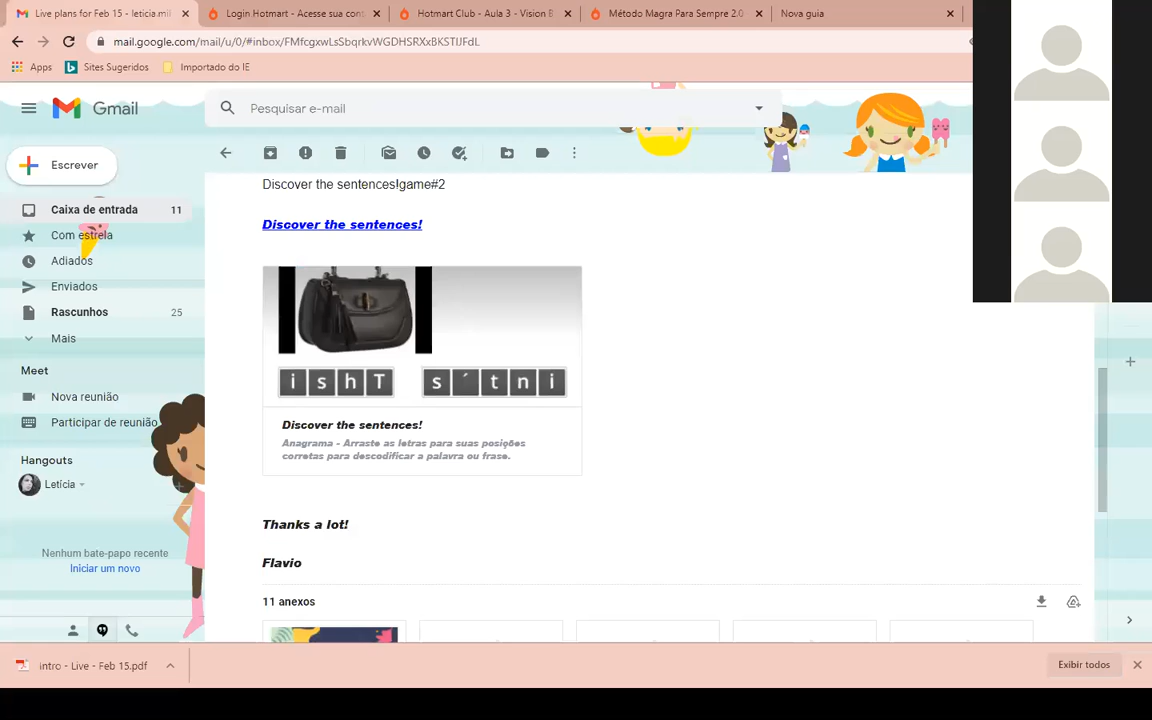 Live plans for Feb 15 - leticia.mil
Login Hotmart - Acesse sua cont
Hotmart Club - Aula 3 - Vision B
Método Magra Para Sempre 2.0
Nova guia
mail.google.com/mail/u/0/#inbox/FMfcgxwLsSbqrkvWGDHSRXxBKSTlJFdL
Apps
Sites Sugeridos
Importado do IE
Gmail
Pesquisar e-mail
Escrever
Caixa de entrada 11
Com estrela
Adiados
Enviados
Rascunhos 25
Mais
Meet
Nova reunião
Participar de reunião
Hangouts
Letícia
Nenhum bate-papo recente
Iniciar um novo
Discover the sentences!game#2
Discover the sentences!
i s h T s ´ t n i
Discover the sentences!
Anagrama - Arraste as letras para suas posições
corretas para descodificar a palavra ou frase.
Thanks a lot!
Flavio
11 anexos
intro - Live - Feb 15.pdf
Exibir todos